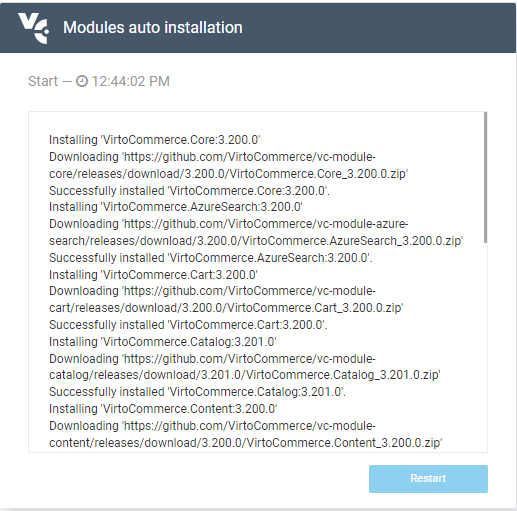 Modules auto installation
Start — 12:44:02 PM
Installing 'VirtoCommerce.Core:3.200.0'
Downloading 'https://github.com/VirtoCommerce/vc-module-
core/releases/download/3.200.0/VirtoCommerce.Core_3.200.0.zip'
Successfully installed 'VirtoCommerce.Core:3.200.0'.
Installing 'VirtoCommerce.AzureSearch:3.200.0'
Downloading 'https://github.com/VirtoCommerce/vc-module-azure-
search/releases/download/3.200.0/VirtoCommerce.AzureSearch_3.200.0.zip'
Successfully installed 'VirtoCommerce.AzureSearch:3.200.0'.
Installing 'VirtoCommerce.Cart:3.200.0'
Downloading 'https://github.com/VirtoCommerce/vc-module-
cart/releases/download/3.200.0/VirtoCommerce.Cart_3.200.0.zip'
Successfully installed 'VirtoCommerce.Cart:3.200.0'.
Installing 'VirtoCommerce.Catalog:3.201.0'
Downloading 'https://github.com/VirtoCommerce/vc-module-
catalog/releases/download/3.201.0/VirtoCommerce.Catalog_3.201.0.zip'
Successfully installed 'VirtoCommerce.Catalog:3.201.0'.
Installing 'VirtoCommerce.Content:3.200.0'
Downloading 'https://github.com/VirtoCommerce/vc-module-
content/releases/download/3.200.0/VirtoCommerce.Content_3.200.0.zip'
Restart